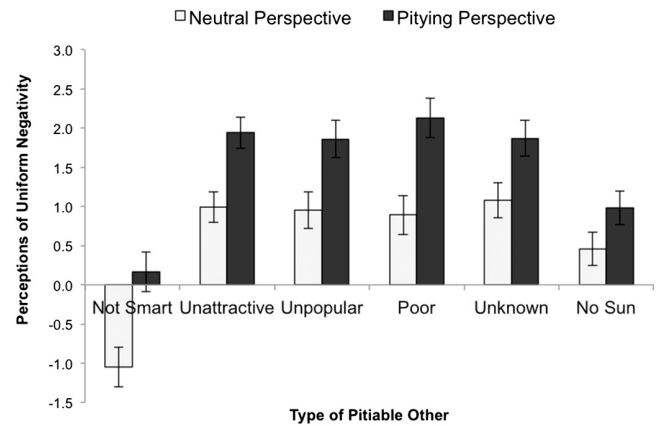 Neutral Perspective Pitying Perspective
3.0
2.5
2.0
1.5
1.0
0.5
0.0
-0.5
-1.0
-1.5
Perceptions of Uniform Negativity
Not Smart Unattractive Unpopular Poor Unknown No Sun
Type of Pitiable Other